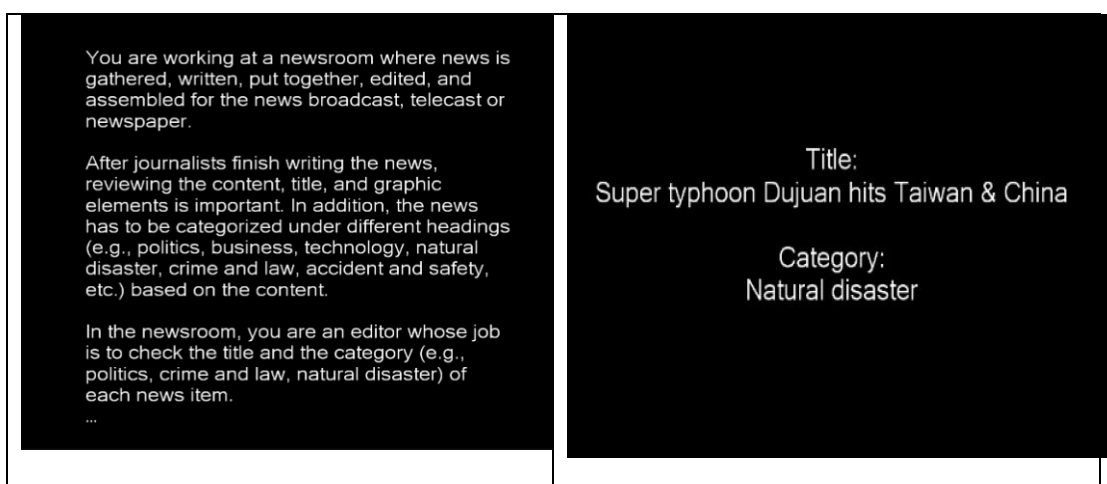 You are working at a newsroom where news is
gathered, written, put together, edited, and
assembled for the news broadcast, telecast or
newspaper.
After journalists finish writing the news,
reviewing the content, title, and graphic
elements is important. In addition, the news
has to be categorized under different headings
(e.g., politics, business, technology, natural
disaster, crime and law, accident and safety,
etc.) based on the content.
In the newsroom, you are an editor whose job
is to check the title and the category (e.g.,
politics, crime and law, natural disaster) of
each news item.
...
Title:
Super typhoon Dujuan hits Taiwan & China
Category:
Natural disaster